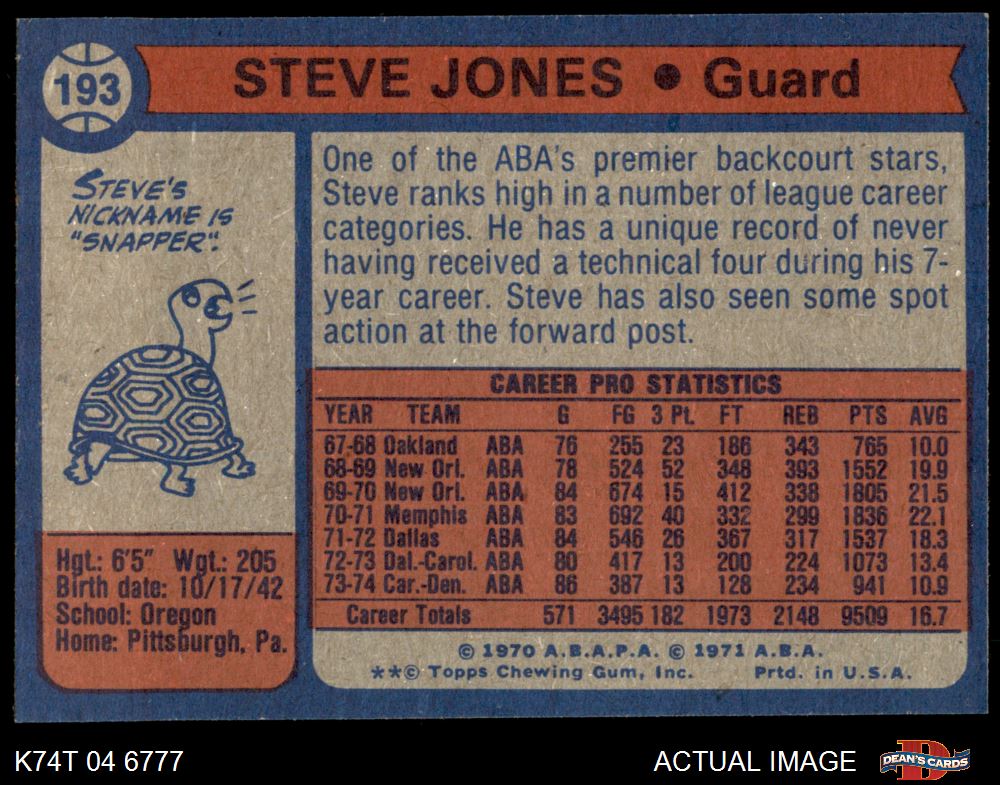 193
STEVE JONES • Guard
STEVE'S
NICKNAME IS
"SNAPPER".
One of the ABA's premier backcourt stars,
Steve ranks high in a number of league career
categories. He has a unique record of never
having received a technical four during his 7-
year career. Steve has also seen some spot
action at the forward post.
CAREER PRO STATISTICS
YEAR TEAM G FG 3 Pt. FT REB PTS AVG
67-68 Oakland ABA 76 255 23 186 343 765 10.0
68-69 New Orl. ABA 78 524 52 348 393 1552 19.9
69-70 New Orl. ABA 84 674 15 412 338 1805 21.5
70-71 Memphis ABA 83 692 40 332 299 1836 22.1
71-72 Dallas ABA 84 546 26 367 317 1537 18.3
72-73 Dal.-Carol. ABA 80 417 13 200 224 1073 13.4
73-74 Car.-Den. ABA 86 387 13 128 234 941 10.9
Career Totals 571 3495 182 1973 2148 9509 16.7
Hgt.: 6'5" Wgt.: 205
Birth date: 10/17/42
School: Oregon
Home: Pittsburgh, Pa.
© 1970 A.B.A.P.A. © 1971 A.B.A.
**© Topps Chewing Gum, Inc. Prtd. in U.S.A.
K74T 04 6777
ACTUAL IMAGE
D
DEAN'S CARDS